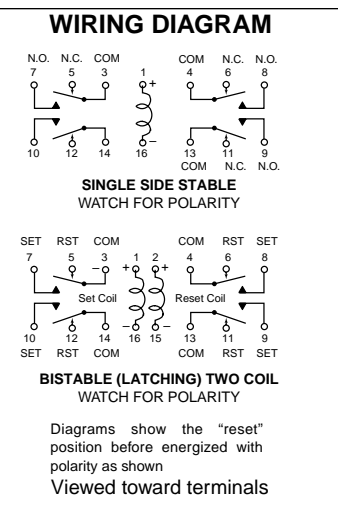 WIRING DIAGRAM
N.O. N.C. COM COM N.C. N.O.
7 5 3 1 4 6 8
+
–
10 12 14 16 13 11 9
COM N.C. N.O.
SINGLE SIDE STABLE
WATCH FOR POLARITY
SET RST COM COM RST SET
7 5 3 1 2 4 6 8
– + +
Set Coil Reset Coil
– –
10 12 14 16 15 13 11 9
SET RST COM COM RST SET
BISTABLE (LATCHING) TWO COIL
WATCH FOR POLARITY
Diagrams show the “reset”
position before energized with
polarity as shown
Viewed toward terminals